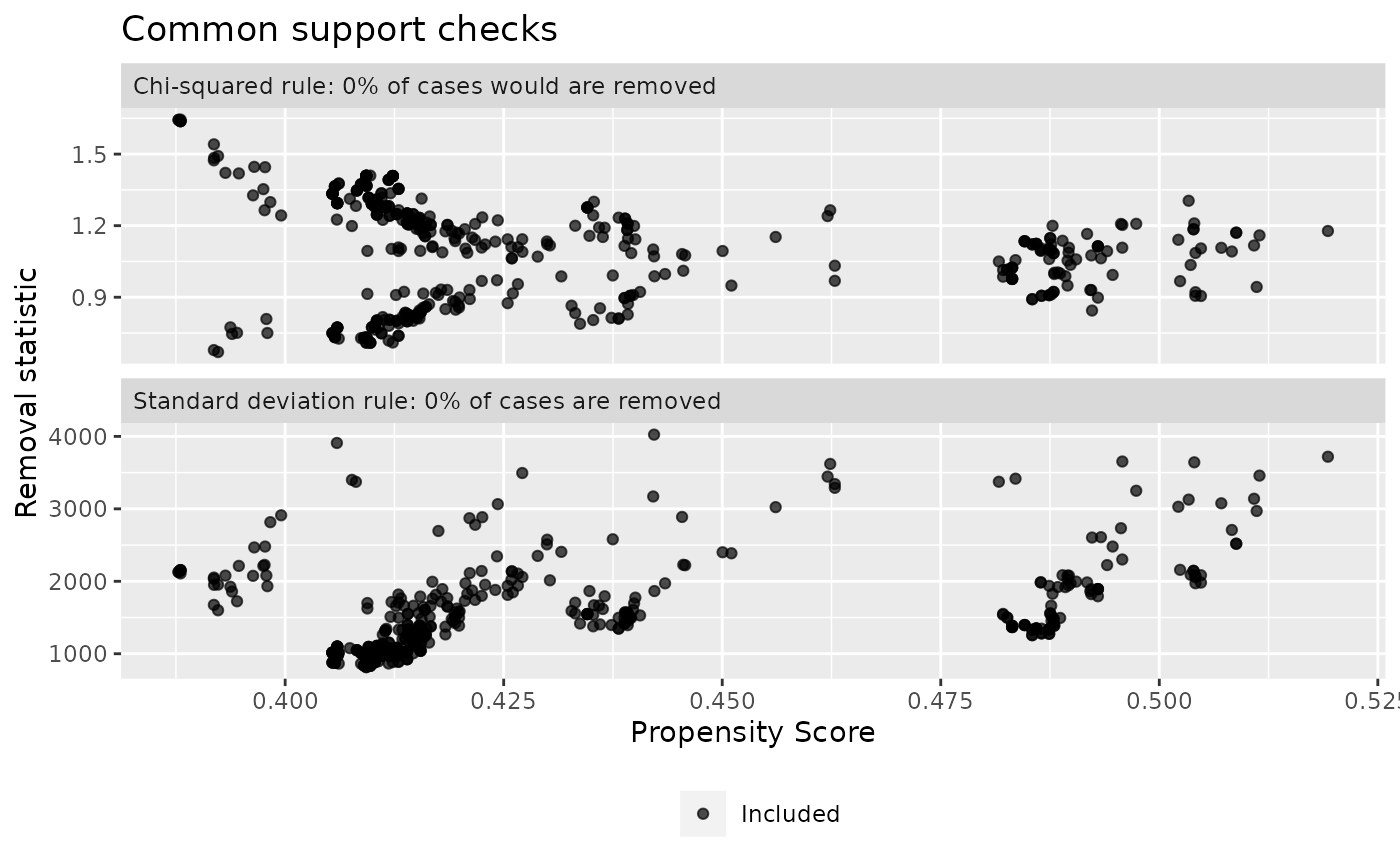 Common support checks
Chi-squared rule: 0% of cases would are removed
1.5
1.2
0.9
Standard deviation rule: 0% of cases are removed
4000
3000
2000
1000
Removal statistic
0.400 0.425 0.450 0.475 0.500 0.525
Propensity Score
Included